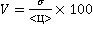 V = σ/<Ц> × 100